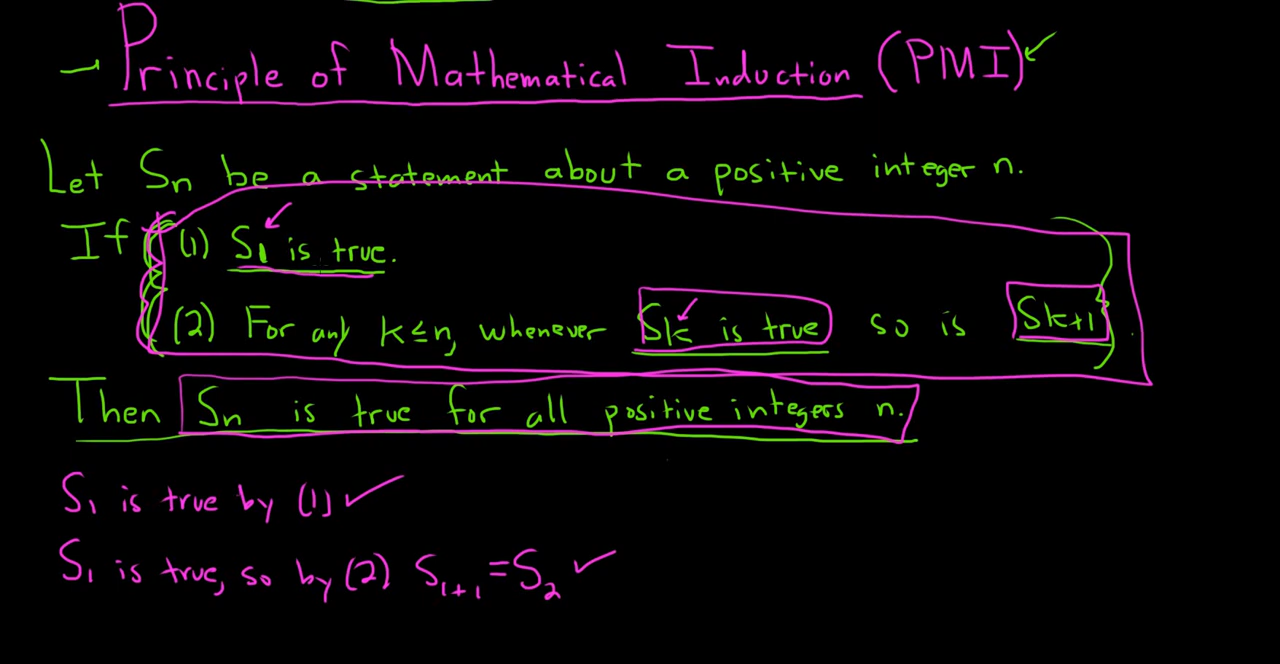 Principle of Mathematical Induction (PMI)
Let Sn be a statement about a positive integer n.
If (1) S1 is true.
(2) For any k≤n, whenever Sk is true so is Sk+1.
Then Sn is true for all positive integers n.
S1 is true by (1) ✓
S1 is true, so by (2) S1+1 = S2 ✓